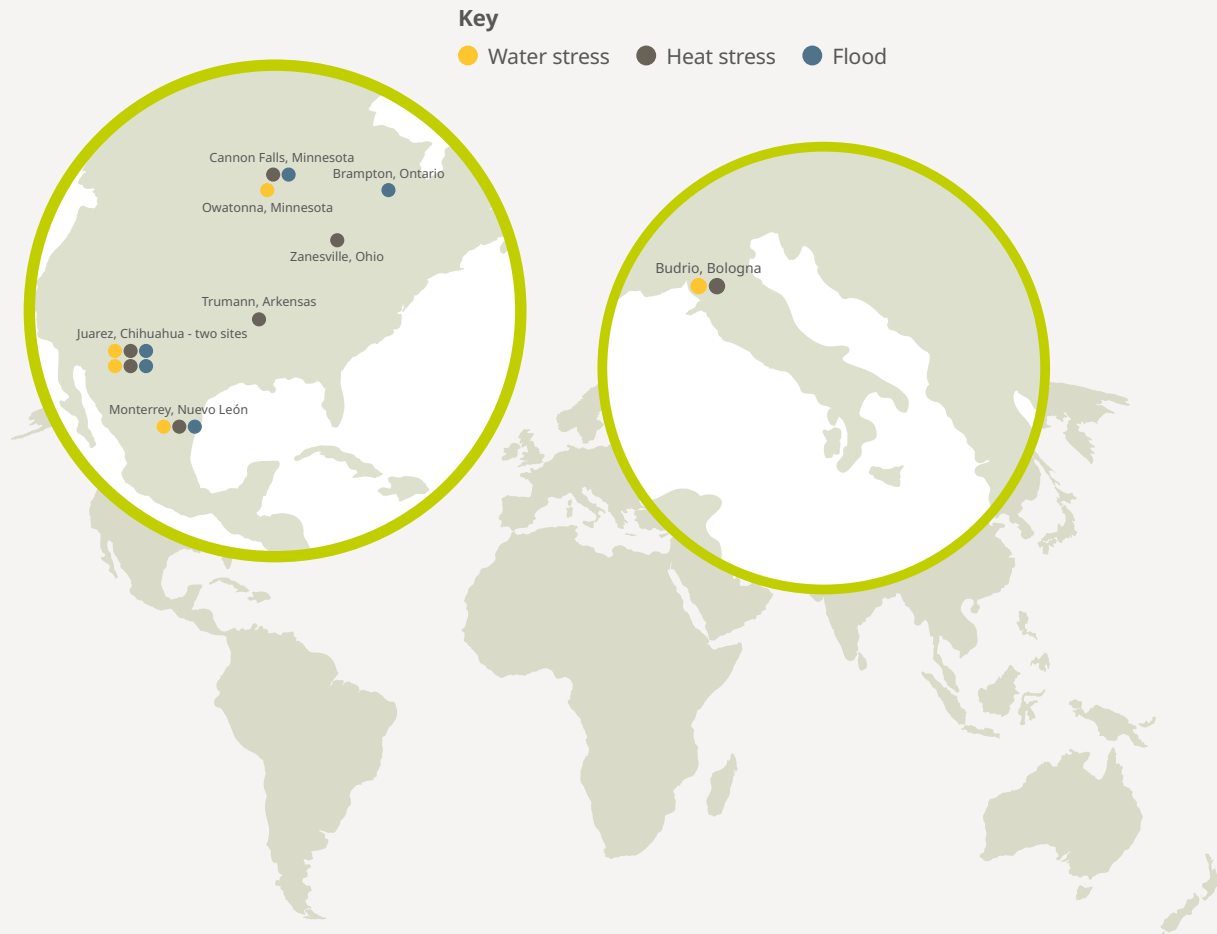 Key
Water stress Heat stress Flood
Cannon Falls, Minnesota
Brampton, Ontario
Owatonna, Minnesota
Zanesville, Ohio
Trumann, Arkensas
Juarez, Chihuahua - two sites
Monterrey, Nuevo León
Budrio, Bologna